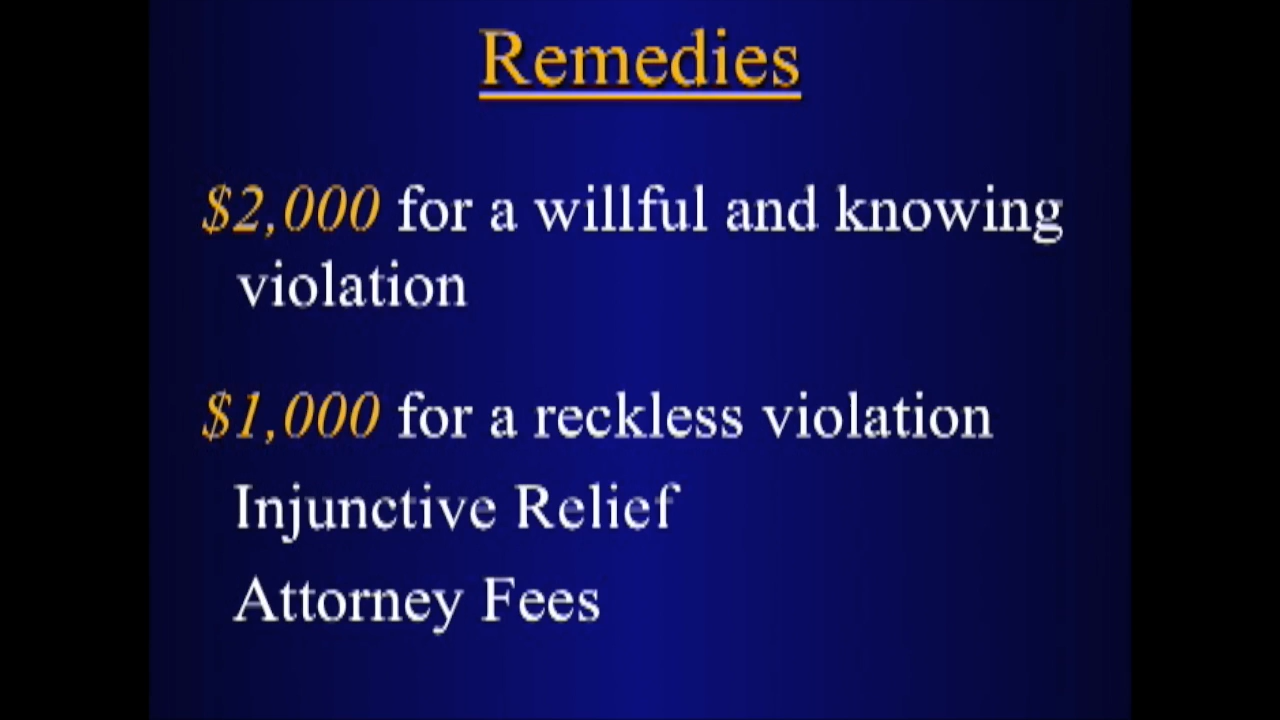 Remedies
$2,000 for a willful and knowing
violation
$1,000 for a reckless violation
Injunctive Relief
Attorney Fees